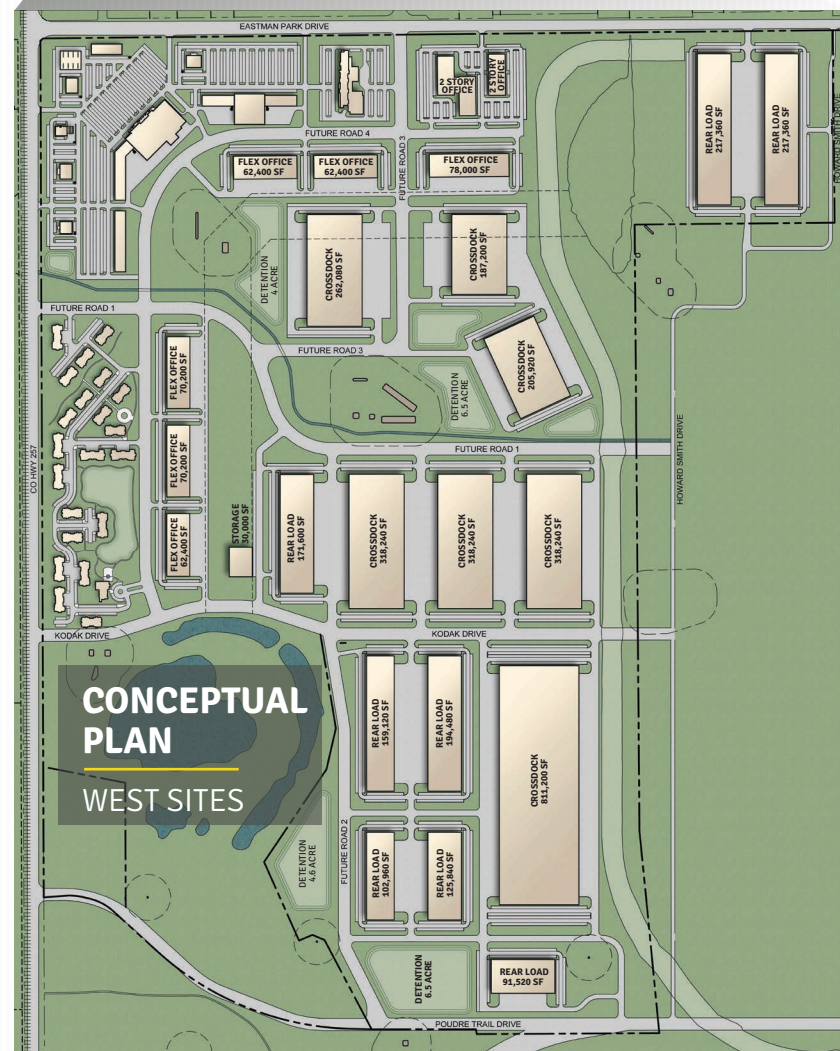 EASTMAN PARK DRIVE
2 STORY
OFFICE
2 STORY
OFFICE
REAR LOAD
217,360 SF
REAR LOAD
217,360 SF
HOWARD SMITH DRIVE
FUTURE ROAD 4
FUTURE ROAD 3
FLEX OFFICE
62,400 SF
FLEX OFFICE
62,400 SF
FLEX OFFICE
78,000 SF
DETENTION
4 ACRE
CROSSDOCK
262,080 SF
CROSSDOCK
187,200 SF
FUTURE ROAD 1
FUTURE ROAD 3
CROSSDOCK
205,920 SF
DETENTION
6.5 ACRE
FLEX OFFICE
70,200 SF
FLEX OFFICE
70,200 SF
FLEX OFFICE
62,400 SF
CO HWY 257
HOWARD SMITH DRIVE
FUTURE ROAD 1
STORAGE
30,000 SF
REAR LOAD
171,600 SF
CROSSDOCK
318,240 SF
CROSSDOCK
318,240 SF
CROSSDOCK
318,240 SF
KODAK DRIVE
KODAK DRIVE
CONCEPTUAL
PLAN
WEST SITES
REAR LOAD
159,120 SF
REAR LOAD
194,480 SF
CROSSDOCK
811,200 SF
DETENTION
4.6 ACRE
FUTURE ROAD 2
REAR LOAD
102,960 SF
REAR LOAD
125,840 SF
DETENTION
6.5 ACRE
REAR LOAD
91,520 SF
POUDRE TRAIL DRIVE